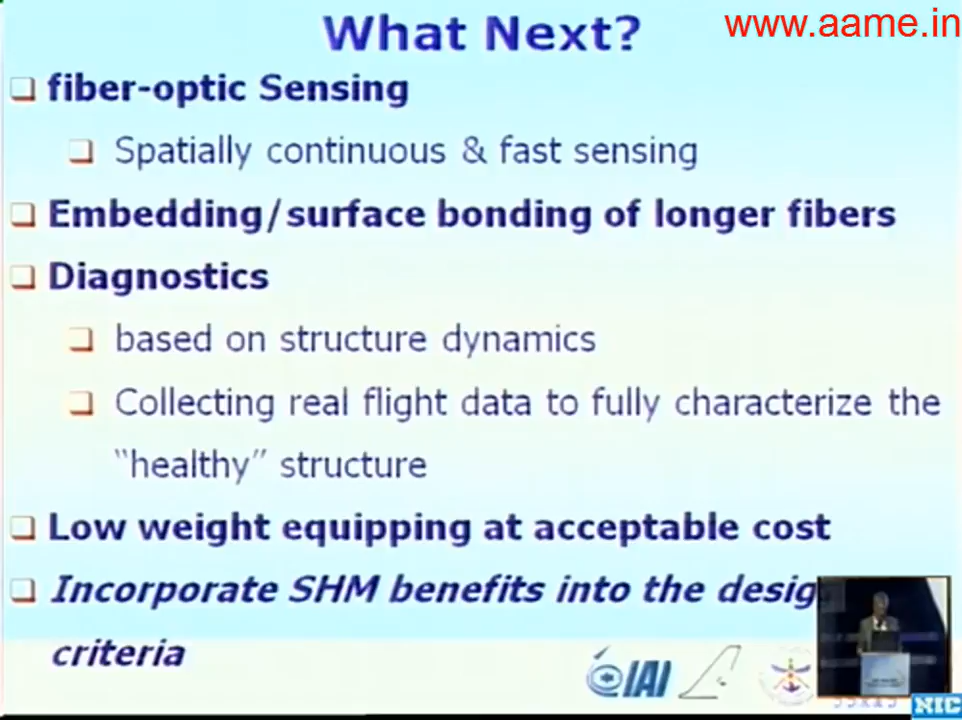 What Next?
www.aame.in
fiber-optic Sensing
Spatially continuous & fast sensing
Embedding/surface bonding of longer fibers
Diagnostics
based on structure dynamics
Collecting real flight data to fully characterize the
“healthy” structure
Low weight equipping at acceptable cost
Incorporate SHM benefits into the desig
criteria
IAI
NIC